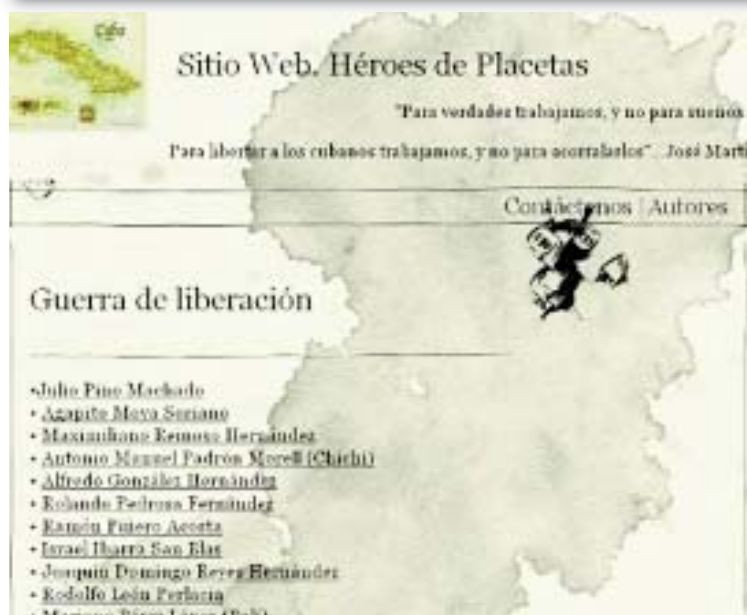 Cuba
Sitio Web. Héroes de Placetas
"Para verdades trabajamos, y no para sueños
Para libertar a los cubanos trabajamos, y no para acorralarlos". José Martí
Contáctenos | Autores
Guerra de liberación
•Julio Pino Machado
• Agapito Moya Soriano
• Maximiliano Hernández
• Antonio Manuel Padrón Morell (Chichi)
• Alfredo González Hernández
• Rolando Pedrosa Fernández
• Ramón Acosta
• Israel Ibarra San Blas
• Joaquín Domingo Reyes Hernández
• Rodolfo León Perlacia
• Mariano Pérez López